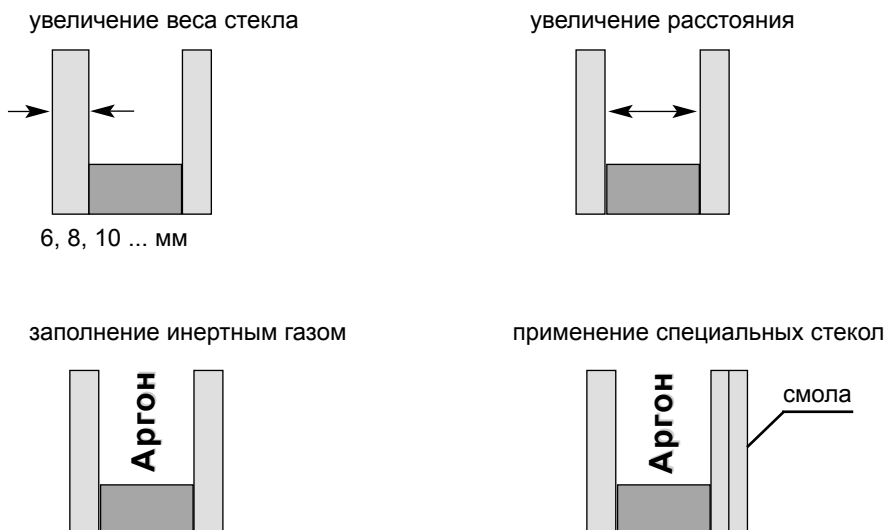 увеличение веса стекла
увеличение расстояния
6, 8, 10 ... мм
заполнение инертным газом
применение специальных стекол
Аргон
Аргон
смола